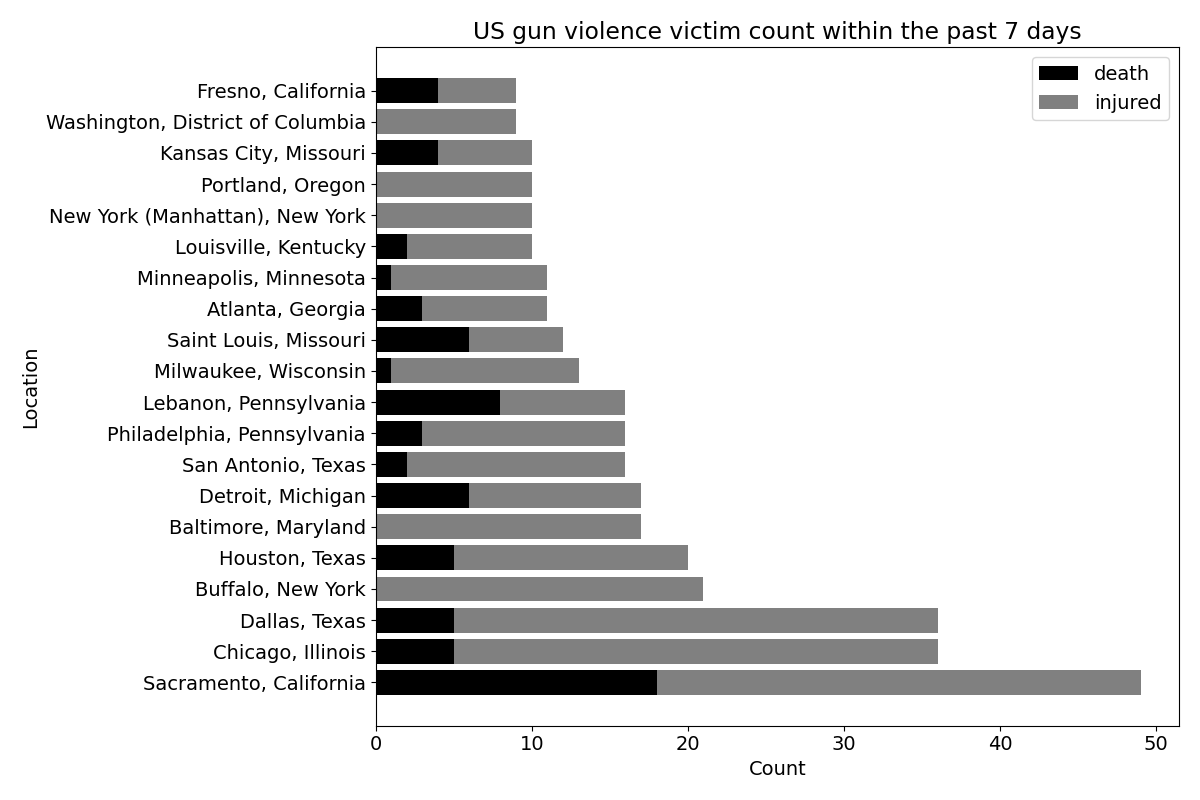 US gun violence victim count within the past 7 days
death
injured
Fresno, California
Washington, District of Columbia
Kansas City, Missouri
Portland, Oregon
New York (Manhattan), New York
Louisville, Kentucky
Minneapolis, Minnesota
Atlanta, Georgia
Saint Louis, Missouri
Milwaukee, Wisconsin
Lebanon, Pennsylvania
Philadelphia, Pennsylvania
San Antonio, Texas
Detroit, Michigan
Baltimore, Maryland
Houston, Texas
Buffalo, New York
Dallas, Texas
Chicago, Illinois
Sacramento, California
Location
0 10 20 30 40 50
Count